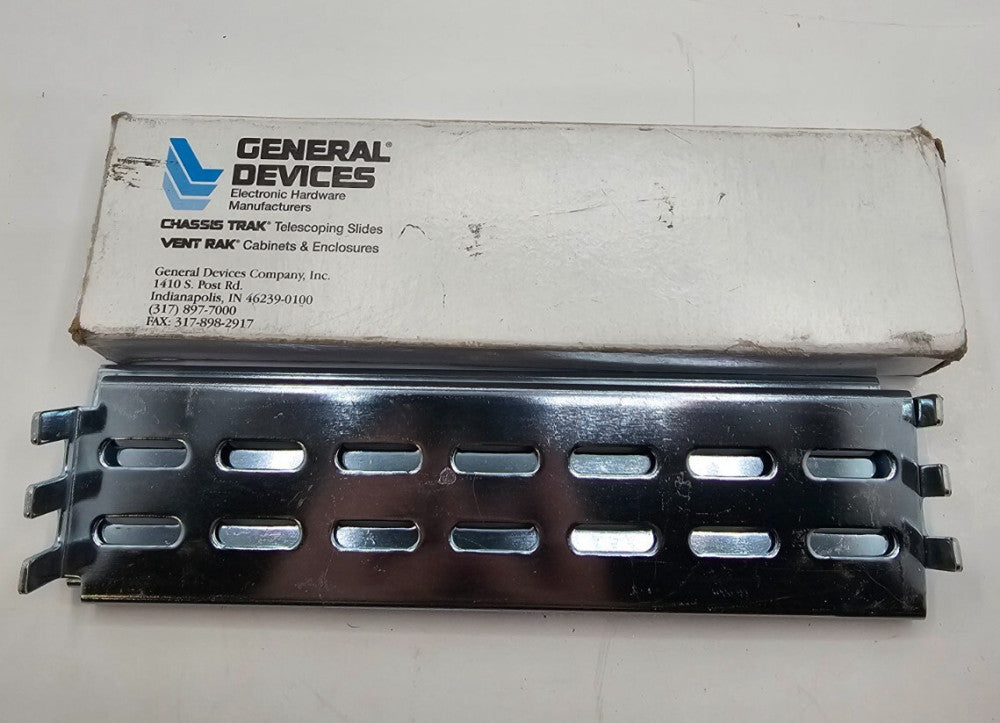 GENERAL®
DEVICES
Electronic Hardware
Manufacturers
CHASSIS TRAK® Telescoping Slides
VENT RAK® Cabinets & Enclosures
General Devices Company, Inc.
1410 S. Post Rd.
Indianapolis, IN 46239-0100
(317) 897-7000
FAX: 317-898-2917